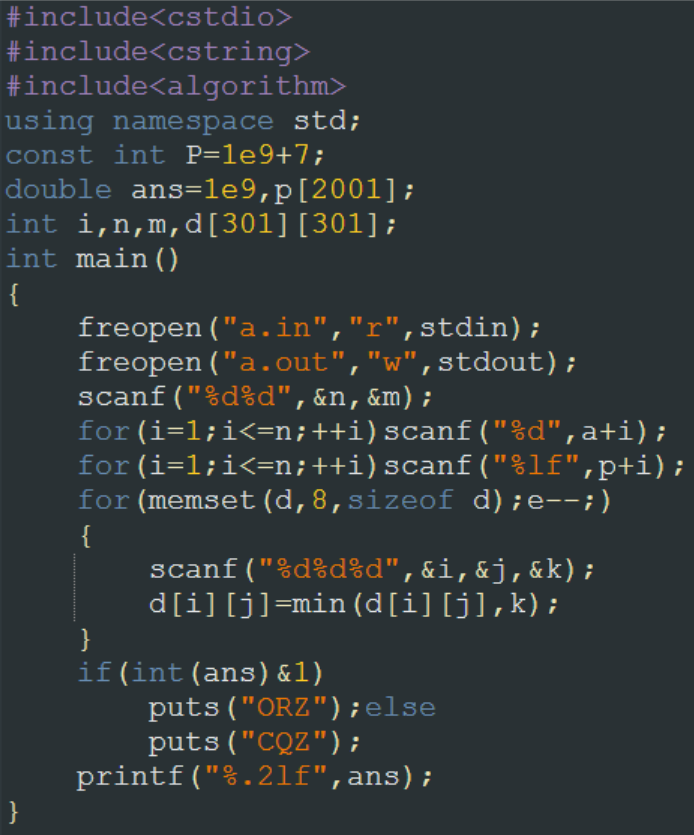 #include<cstdio>
#include<cstring>
#include<algorithm>
using namespace std;
const int P=1e9+7;
double ans=1e9,p[2001];
int i,n,m,d[301][301];
int main()
{
    freopen("a.in","r",stdin);
    freopen("a.out","w",stdout);
    scanf("%d%d",&n,&m);
    for(i=1;i<=n;++i)scanf("%d",a+i);
    for(i=1;i<=n;++i)scanf("%lf",p+i);
    for(memset(d,8,sizeof d);e--;)
    {
        scanf("%d%d%d",&i,&j,&k);
        d[i][j]=min(d[i][j],k);
    }
    if(int(ans)&1)
        puts("ORZ");else
        puts("CQZ");
    printf("%.2lf",ans);
}